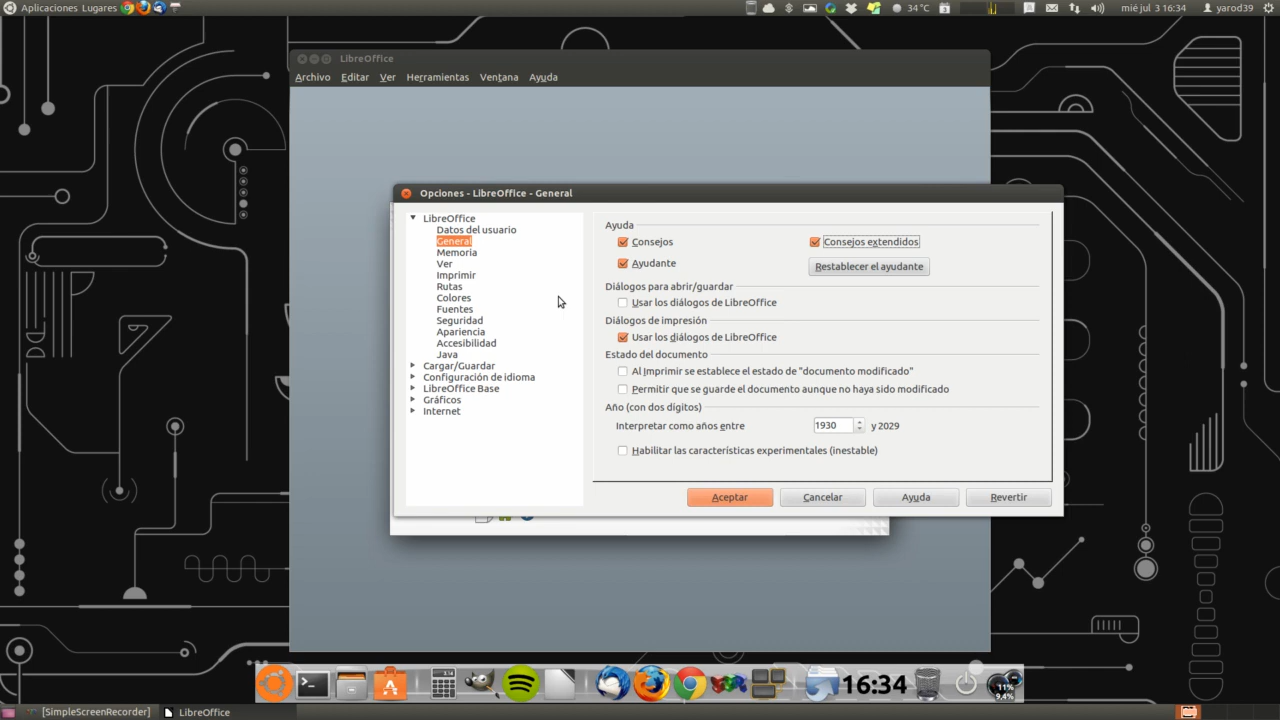 Aplicaciones Lugares
34 °C
3
mié jul 3 16:34
yarod39
LibreOffice
Archivo Editar Ver Herramientas Ventana Ayuda
Opciones - LibreOffice - General
LibreOffice
Datos del usuario
General
Memoria
Ver
Imprimir
Rutas
Colores
Fuentes
Seguridad
Apariencia
Accesibilidad
Java
Cargar/Guardar
Configuración de idioma
LibreOffice Base
Gráficos
Internet
Ayuda
Consejos
Consejos extendidos
Ayudante
Restablecer el ayudante
Diálogos para abrir/guardar
Usar los diálogos de LibreOffice
Diálogos de impresión
Usar los diálogos de LibreOffice
Estado del documento
Al Imprimir se establece el estado de "documento modificado"
Permitir que se guarde el documento aunque no haya sido modificado
Año (con dos dígitos)
Interpretar como años entre
1930
y 2029
Habilitar las características experimentales (inestable)
Aceptar
Cancelar
Ayuda
Revertir
16:34
11%
9.4%
[SimpleScreenRecorder]
LibreOffice